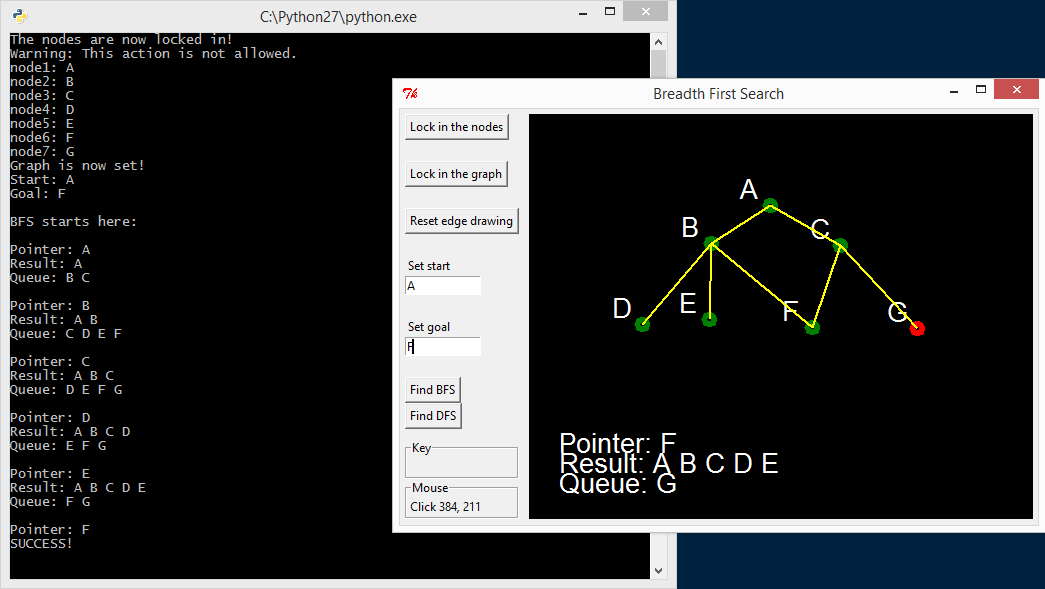 C:\Python27\python.exe
The nodes are now locked in!
Warning: This action is not allowed.
node1: A
node2: B
node3: C
node4: D
node5: E
node6: F
node7: G
Graph is now set!
Start: A
Goal: F
BFS starts here:
Pointer: A
Result: A
Queue: B C
Pointer: B
Result: A B
Queue: C D E F
Pointer: C
Result: A B C
Queue: D E F G
Pointer: D
Result: A B C D
Queue: E F G
Pointer: E
Result: A B C D E
Queue: F G
Pointer: F
SUCCESS!
Breadth First Search
Lock in the nodes
Lock in the graph
Reset edge drawing
Set start
A
Set goal
F
Find BFS
Find DFS
Key
Mouse
Click 384, 211
A
B
C
D
E
F
G
Pointer: F
Result: A B C D E
Queue: G